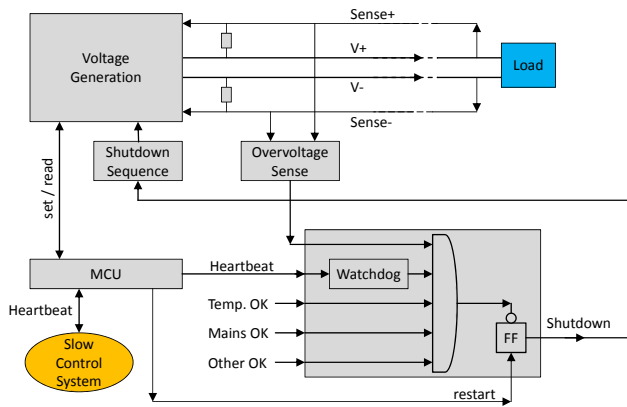 Sense+
Voltage
Generation
V+
Load
V-
Sense-
Shutdown
Sequence
Overvoltage
Sense
set / read
MCU
Heartbeat
Watchdog
Heartbeat
Temp. OK
Slow
Control
System
Mains OK
Shutdown
FF
Other OK
restart